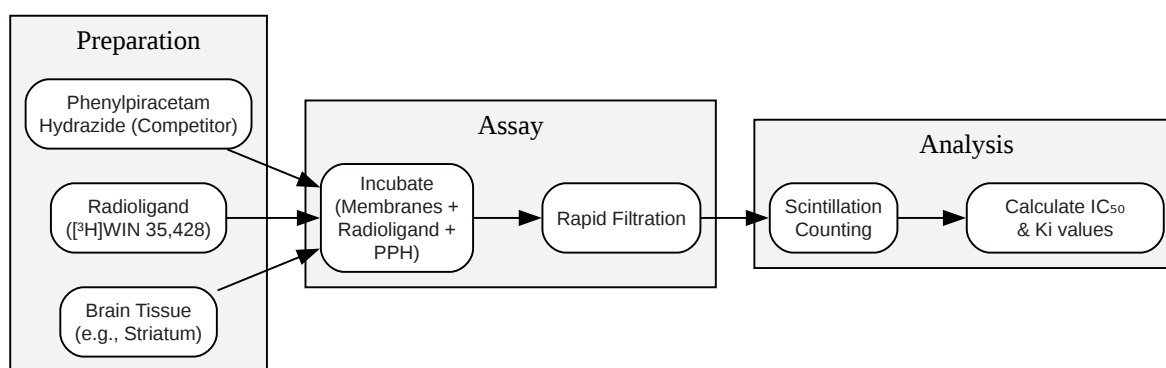 Preparation
Phenylpiracetam
Hydrazide (Competitor)
Radioligand
([³H]WIN 35,428)
Brain Tissue
(e.g., Striatum)
Assay
Incubate
(Membranes +
Radioligand +
PPH)
Rapid Filtration
Analysis
Scintillation
Counting
Calculate IC₅₀
& Ki values